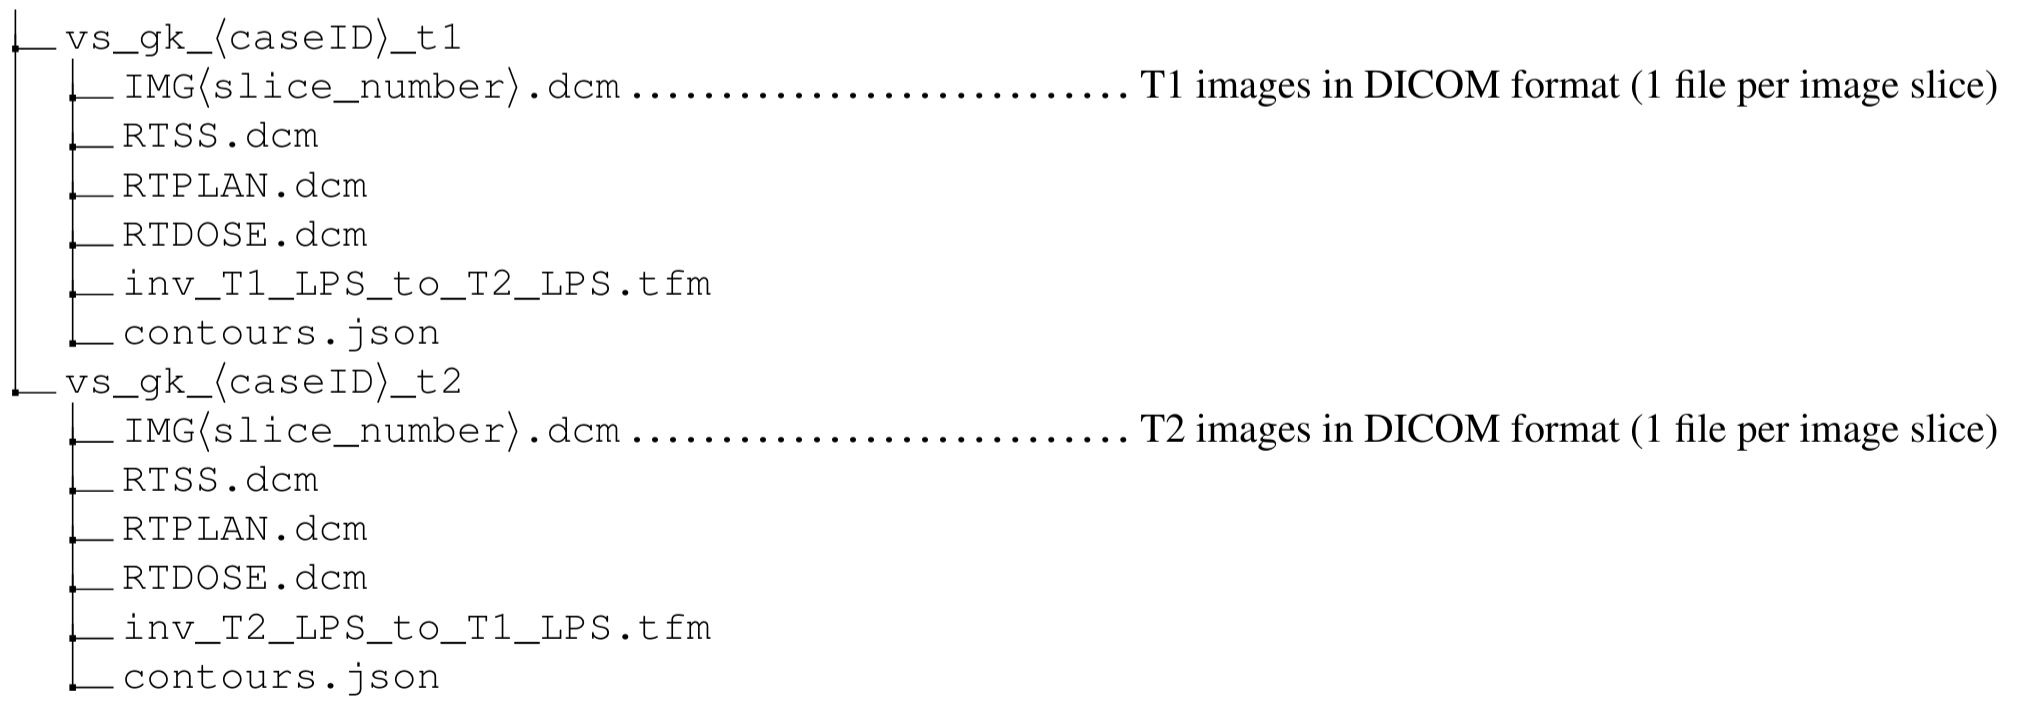 vs_gk_⟨caseID⟩_t1
IMG⟨slice_number⟩.dcm ............................ T1 images in DICOM format (1 file per image slice)
RTSS.dcm
RTPLAN.dcm
RTDOSE.dcm
inv_T1_LPS_to_T2_LPS.tfm
contours.json
vs_gk_⟨caseID⟩_t2
IMG⟨slice_number⟩.dcm ............................ T2 images in DICOM format (1 file per image slice)
RTSS.dcm
RTPLAN.dcm
RTDOSE.dcm
inv_T2_LPS_to_T1_LPS.tfm
contours.json